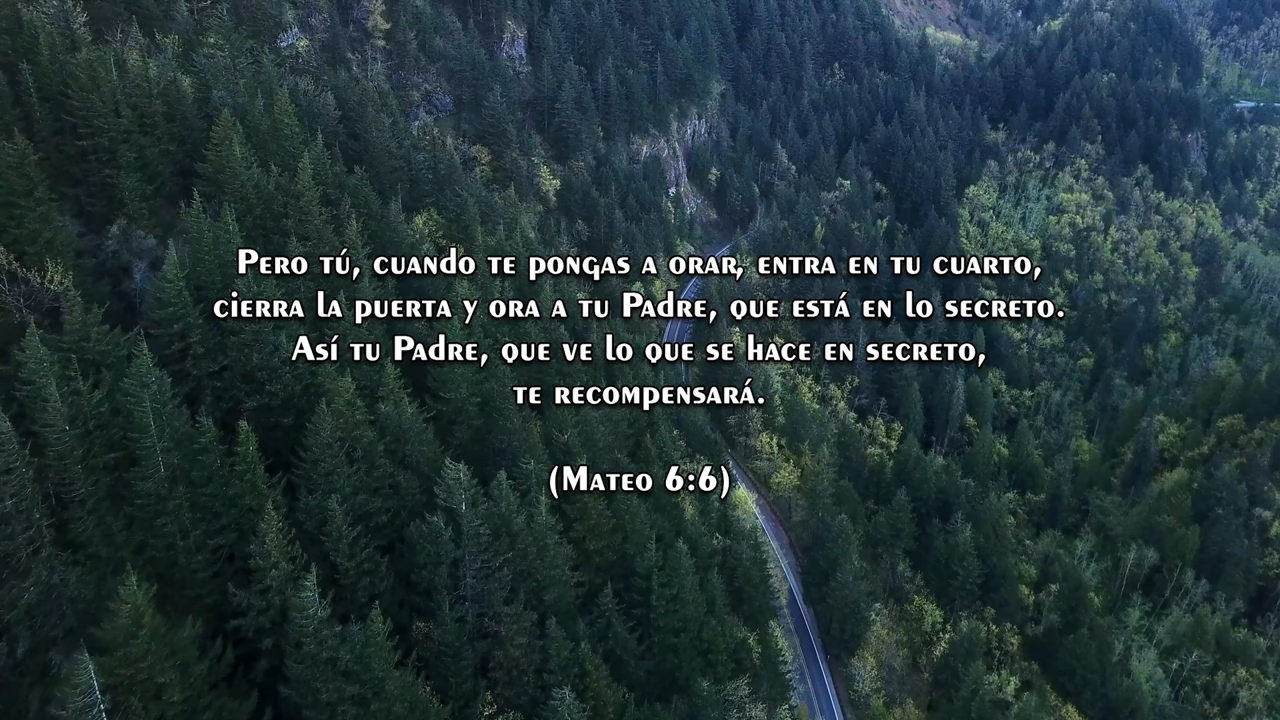 Pero tú, cuando te pongas a orar, entra en tu cuarto,
cierra la puerta y ora a tu Padre, que está en lo secreto.
Así tu Padre, que ve lo que se hace en secreto,
te recompensará.
(Mateo 6:6)